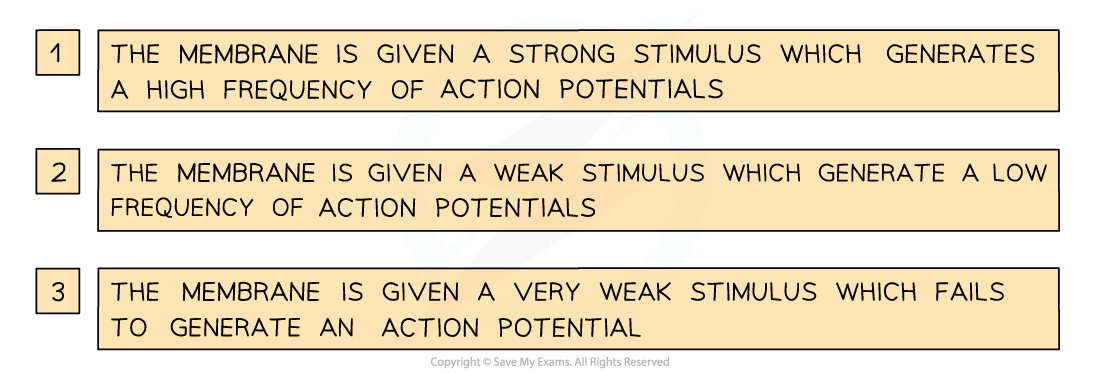 1
THE MEMBRANE IS GIVEN A STRONG STIMULUS WHICH GENERATES
A HIGH FREQUENCY OF ACTION POTENTIALS
2
THE MEMBRANE IS GIVEN A WEAK STIMULUS WHICH GENERATE A LOW
FREQUENCY OF ACTION POTENTIALS
3
THE MEMBRANE IS GIVEN A VERY WEAK STIMULUS WHICH FAILS
TO GENERATE AN ACTION POTENTIAL
Copyright © Save My Exams. All Rights Reserved